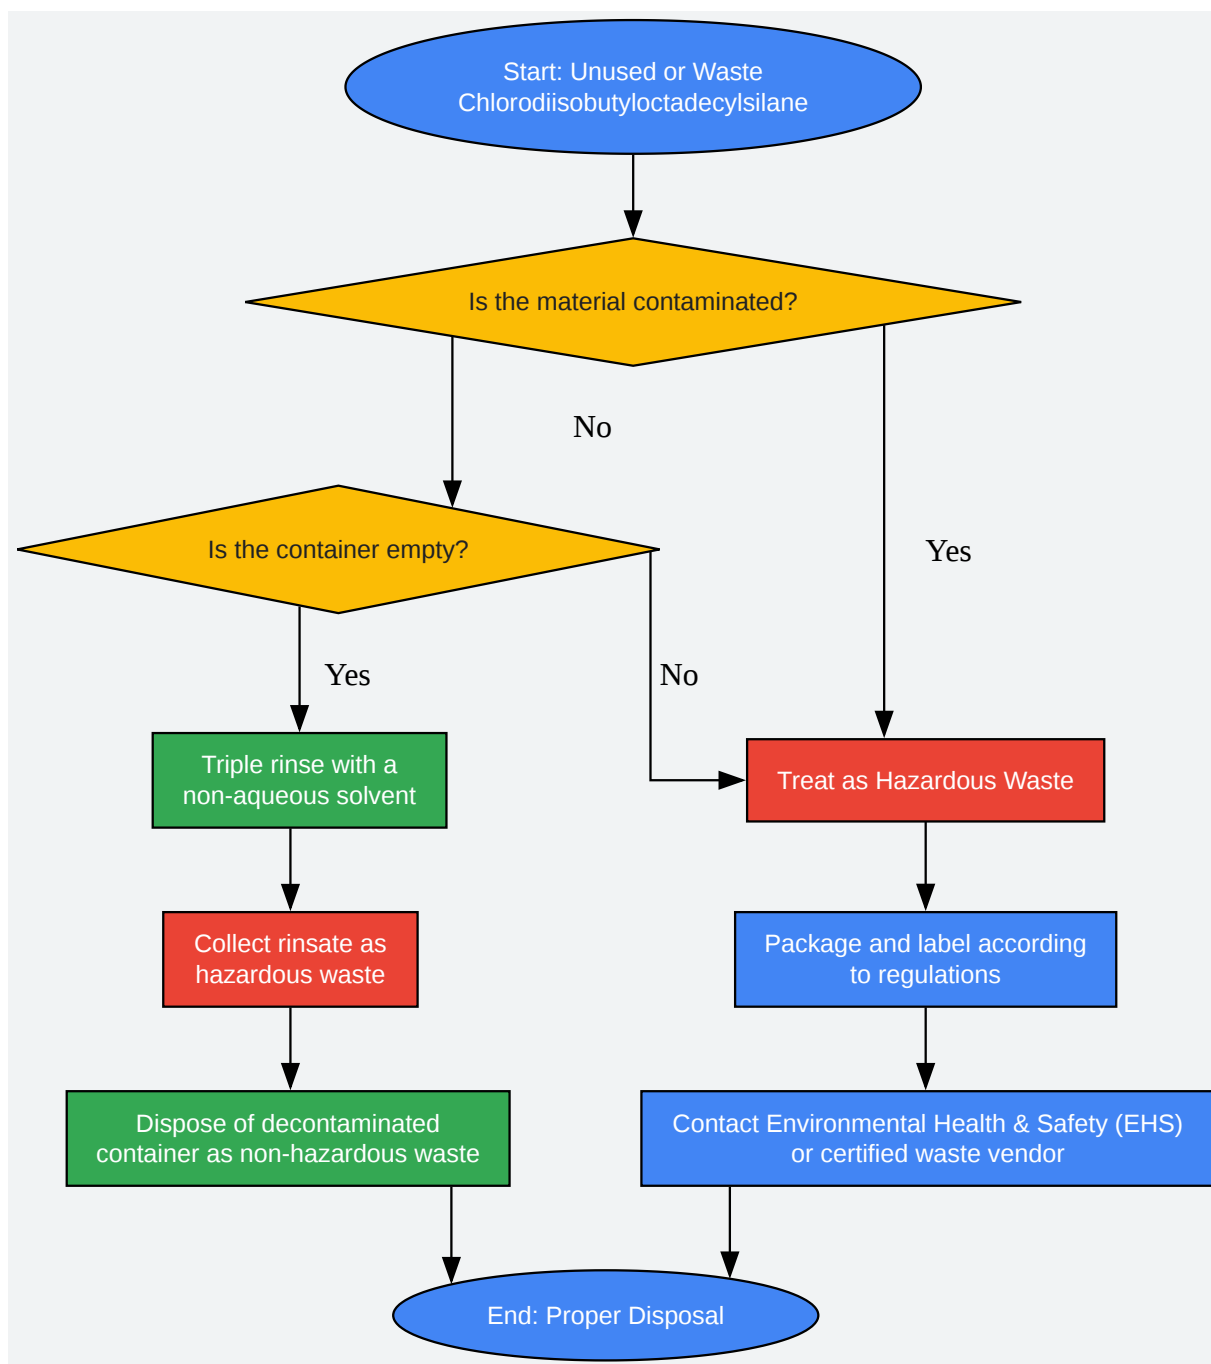 Start: Unused or Waste
Chlorodiisobutyloctadecylsilane
Is the material contaminated?
No
Is the container empty?
Yes
Yes
No
Triple rinse with a
non-aqueous solvent
Treat as Hazardous Waste
Collect rinsate as
hazardous waste
Package and label according
to regulations
Dispose of decontaminated
container as non-hazardous waste
Contact Environmental Health & Safety (EHS)
or certified waste vendor
End: Proper Disposal